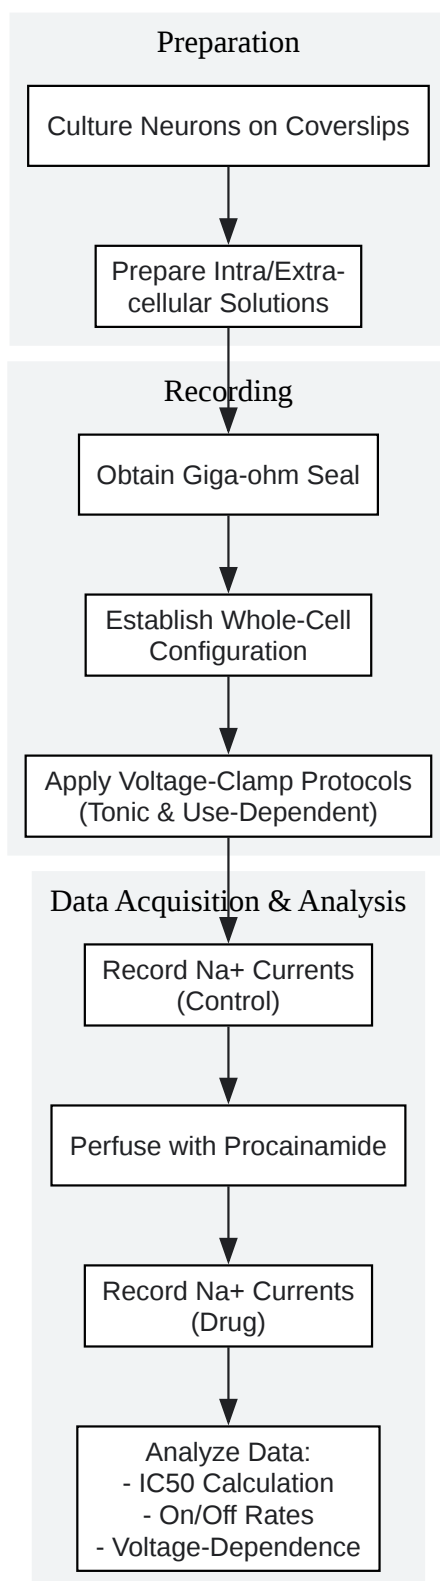 Preparation
Culture Neurons on Coverslips
Prepare Intra/Extra-
cellular Solutions
Recording
Obtain Giga-ohm Seal
Establish Whole-Cell
Configuration
Apply Voltage-Clamp Protocols
(Tonic & Use-Dependent)
Data Acquisition & Analysis
Record Na+ Currents
(Control)
Perfuse with Procainamide
Record Na+ Currents
(Drug)
Analyze Data:
- IC50 Calculation
- On/Off Rates
- Voltage-Dependence